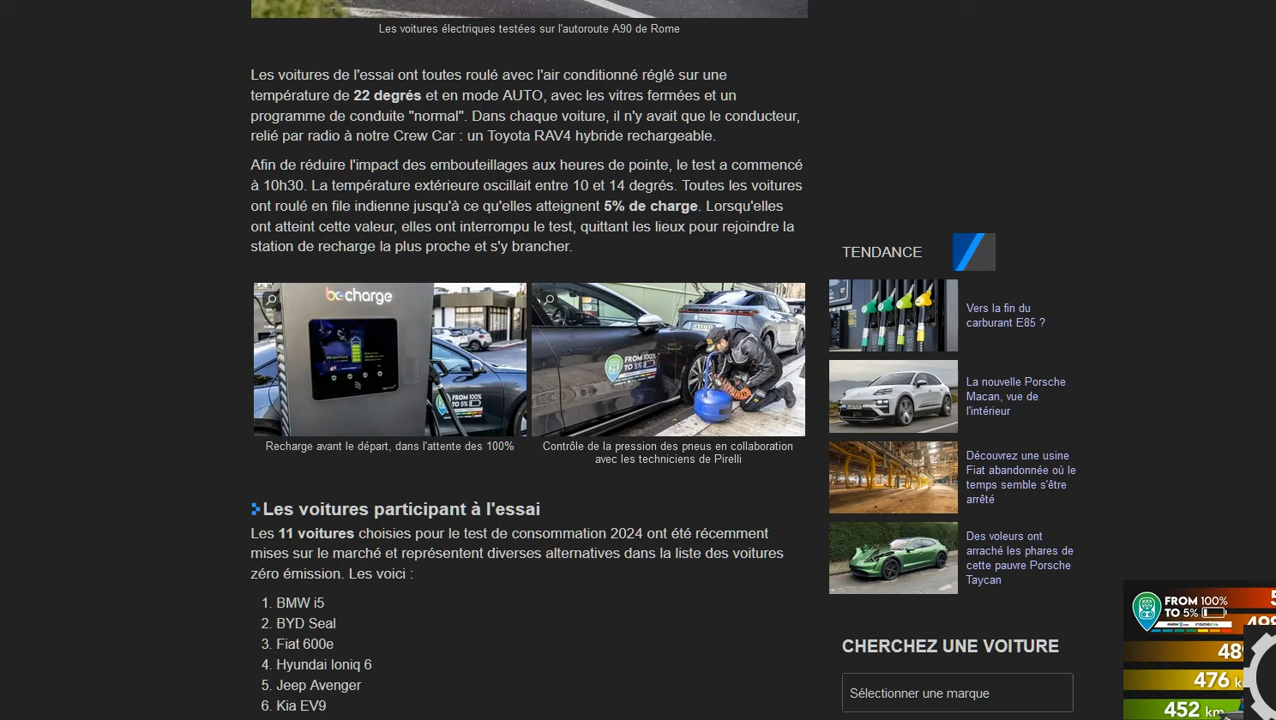 Les voitures électriques testées sur l'autoroute A90 de Rome
Les voitures de l'essai ont toutes roulé avec l'air conditionné réglé sur une
température de 22 degrés et en mode AUTO, avec les vitres fermées et un
programme de conduite "normal". Dans chaque voiture, il n'y avait que le conducteur,
relié par radio à notre Crew Car : un Toyota RAV4 hybride rechargeable.
Afin de réduire l'impact des embouteillages aux heures de pointe, le test a commencé
à 10h30. La température extérieure oscillait entre 10 et 14 degrés. Toutes les voitures
ont roulé en file indienne jusqu'à ce qu'elles atteignent 5% de charge. Lorsqu'elles
ont atteint cette valeur, elles ont interrompu le test, quittant les lieux pour rejoindre la
station de recharge la plus proche et s'y brancher.
be charge
FROM 100%
TO 5%
FROM 100%
TO 5%
Recharge avant le départ, dans l'attente des 100%
Contrôle de la pression des pneus en collaboration
avec les techniciens de Pirelli
Les voitures participant à l'essai
Les 11 voitures choisies pour le test de consommation 2024 ont été récemment
mises sur le marché et représentent diverses alternatives dans la liste des voitures
zéro émission. Les voici :
1. BMW i5
2. BYD Seal
3. Fiat 600e
4. Hyundai Ioniq 6
5. Jeep Avenger
6. Kia EV9
TENDANCE
Vers la fin du
carburant E85 ?
La nouvelle Porsche
Macan, vue de
l'intérieur
Découvrez une usine
Fiat abandonnée où le
temps semble s'être
arrêté
Des voleurs ont
arraché les phares de
cette pauvre Porsche
Taycan
CHERCHEZ UNE VOITURE
Sélectionner une marque
FROM 100%
TO 5%
48
476 k
452 km